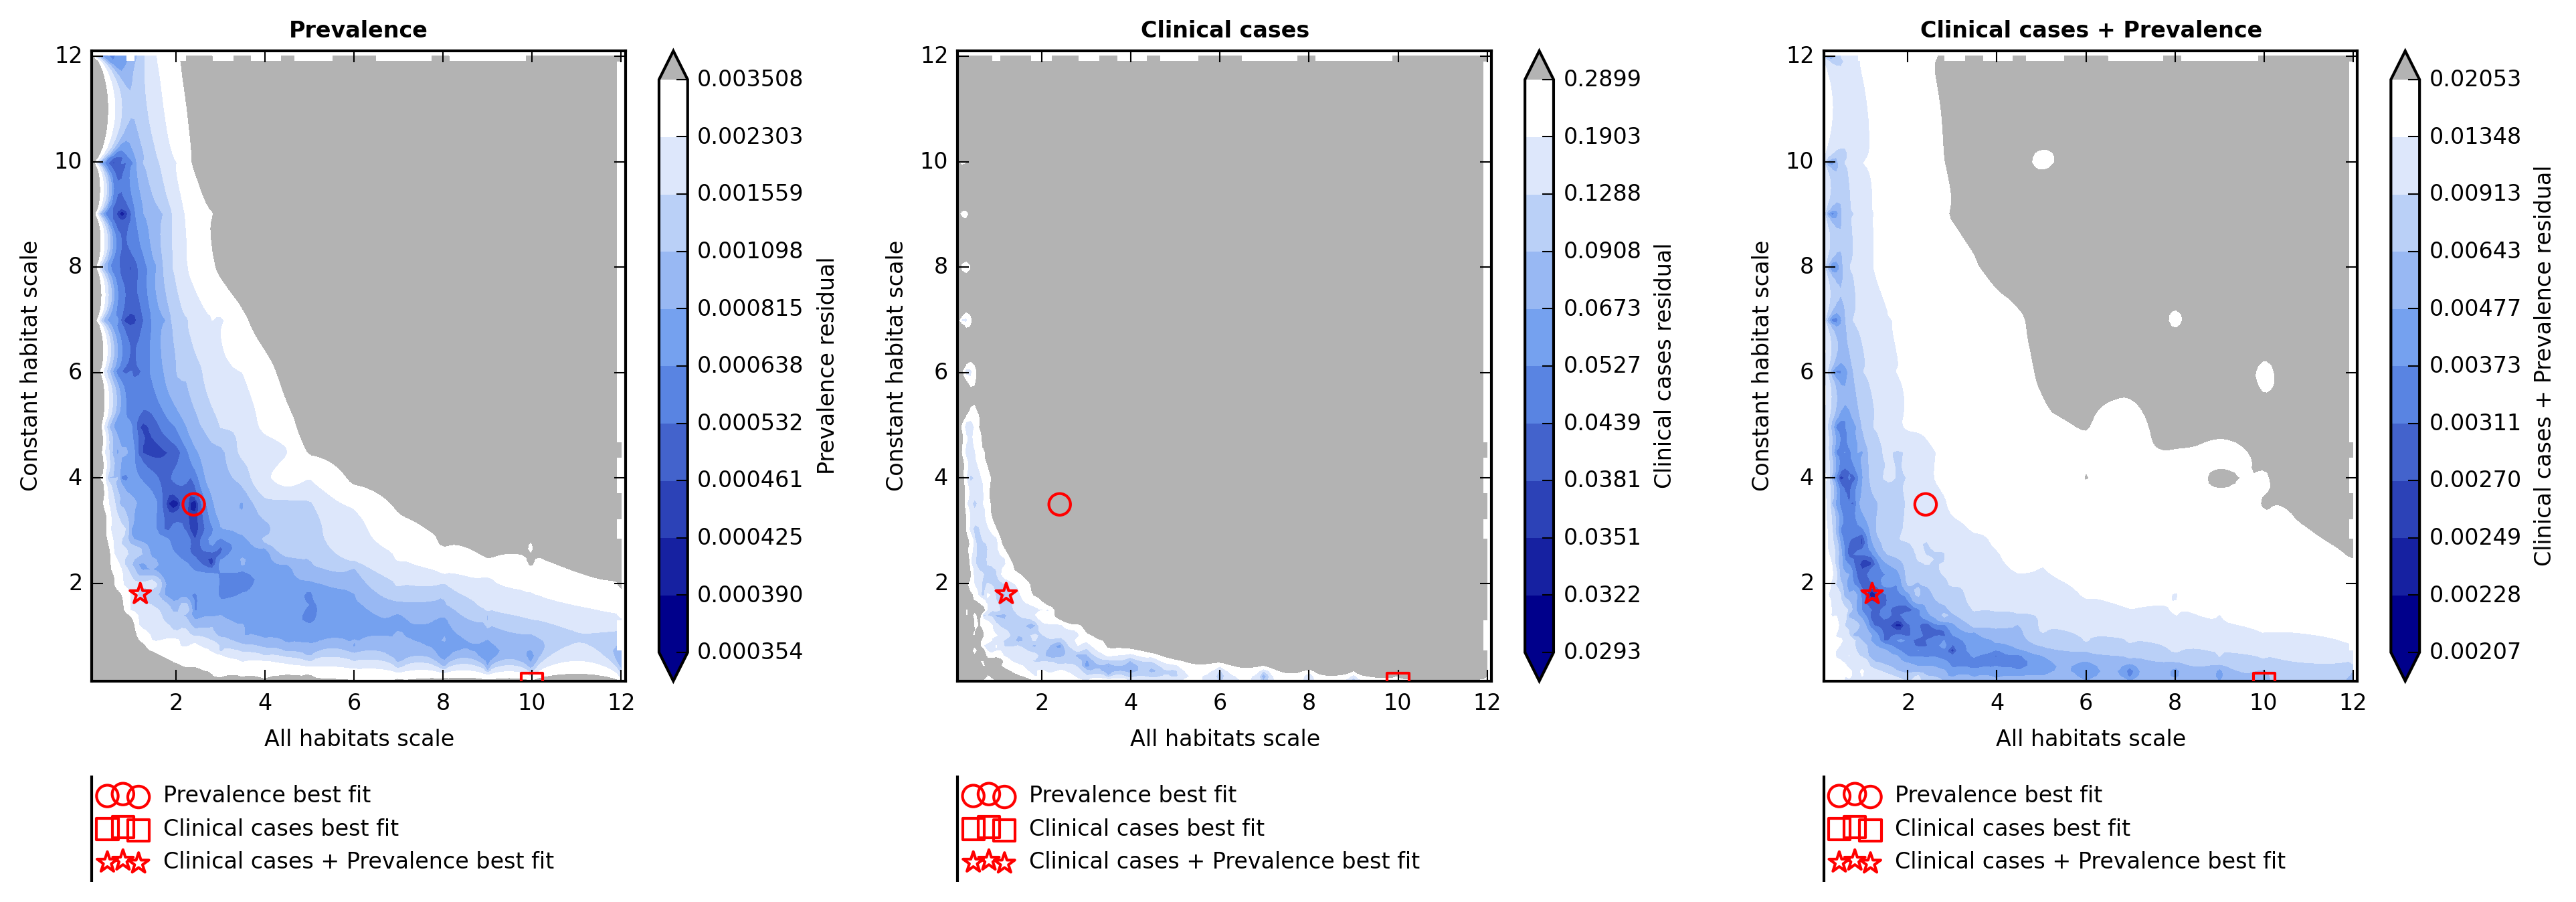 Prevalence
12
10
8
6
4
2
2 4 6 8 10 12
Constant habitat scale
All habitats scale
0.003508
0.002303
0.001559
0.001098
0.000815
0.000638
0.000532
0.000461
0.000425
0.000390
0.000354
Prevalence residual
Prevalence best fit
Clinical cases best fit
Clinical cases + Prevalence best fit
Clinical cases
12
10
8
6
4
2
2 4 6 8 10 12
Constant habitat scale
All habitats scale
0.2899
0.1903
0.1288
0.0908
0.0673
0.0527
0.0439
0.0381
0.0351
0.0322
0.0293
Clinical cases residual
Prevalence best fit
Clinical cases best fit
Clinical cases + Prevalence best fit
Clinical cases + Prevalence
12
10
8
6
4
2
2 4 6 8 10 12
Constant habitat scale
All habitats scale
0.02053
0.01348
0.00913
0.00643
0.00477
0.00373
0.00311
0.00270
0.00249
0.00228
0.00207
Clinical cases + Prevalence residual
Prevalence best fit
Clinical cases best fit
Clinical cases + Prevalence best fit